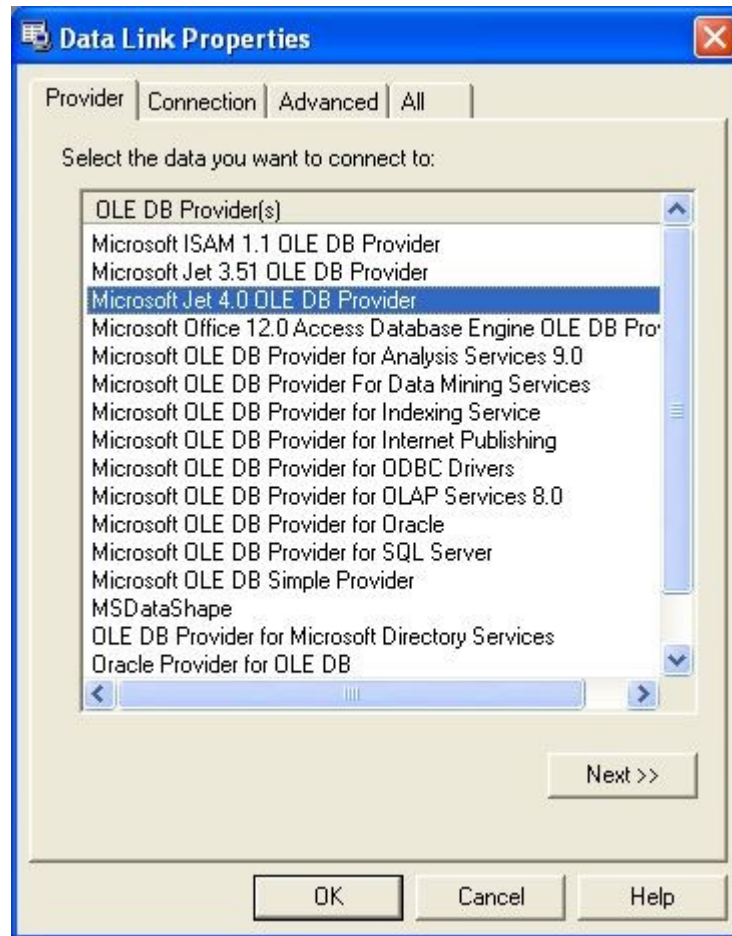 Data Link Properties
Provider Connection Advanced All
Select the data you want to connect to:
OLE DB Provider(s)
Microsoft ISAM 1.1 OLE DB Provider
Microsoft Jet 3.51 OLE DB Provider
Microsoft Jet 4.0 OLE DB Provider
Microsoft Office 12.0 Access Database Engine OLE DB Pro
Microsoft OLE DB Provider for Analysis Services 9.0
Microsoft OLE DB Provider For Data Mining Services
Microsoft OLE DB Provider for Indexing Service
Microsoft OLE DB Provider for Internet Publishing
Microsoft OLE DB Provider for ODBC Drivers
Microsoft OLE DB Provider for OLAP Services 8.0
Microsoft OLE DB Provider for Oracle
Microsoft OLE DB Provider for SQL Server
Microsoft OLE DB Simple Provider
MSDataShape
OLE DB Provider for Microsoft Directory Services
Oracle Provider for OLE DB
Next >>
OK Cancel Help